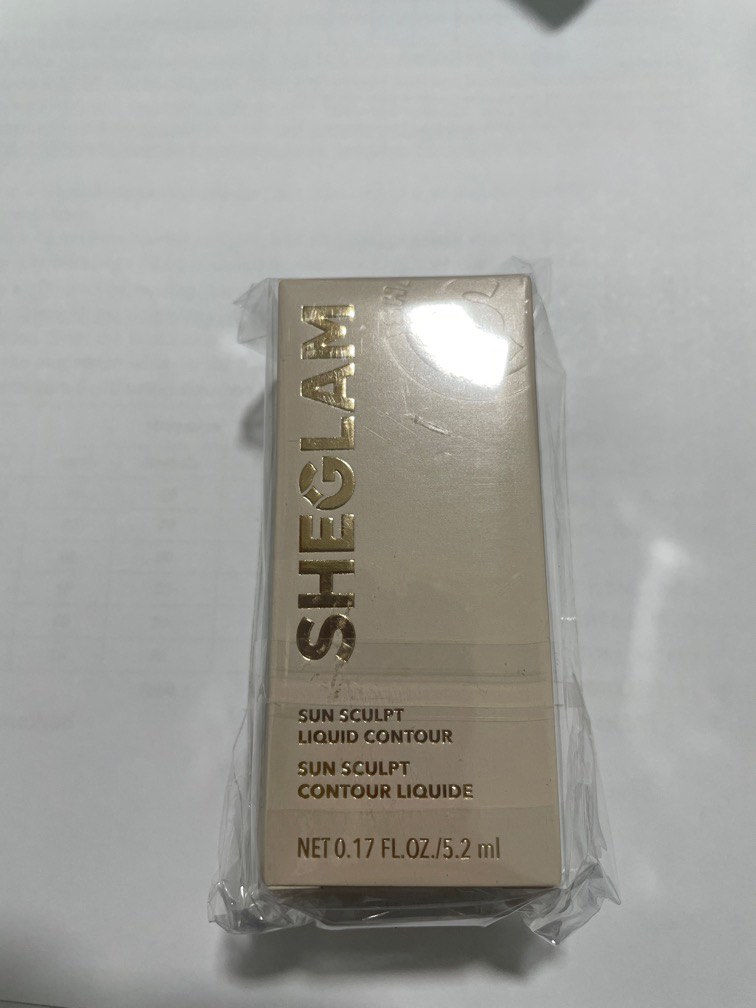 SHEGLAM
SUN SCULPT
LIQUID CONTOUR
SUN SCULPT
CONTOUR LIQUIDE
NET 0.17 FL.OZ./5.2 ml